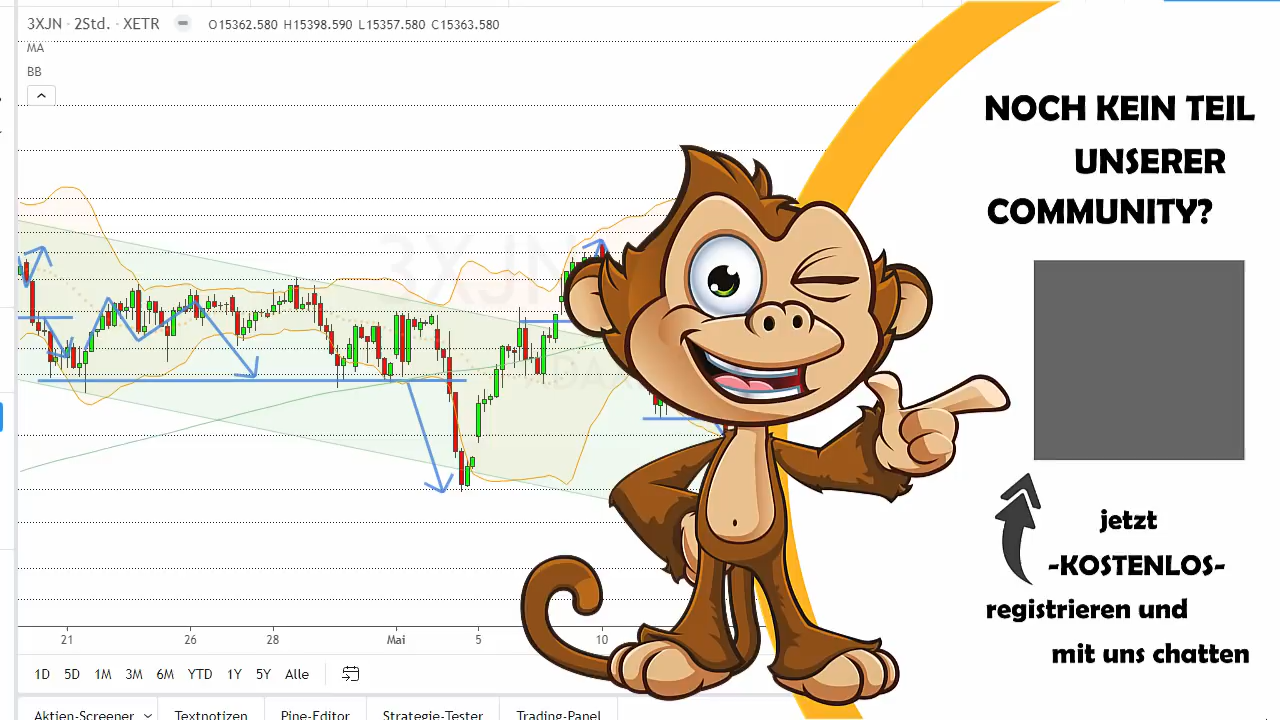 3XJN · 2Std. · XETR O15362.580 H15398.590 L15357.580 C15363.580
MA
BB
NOCH KEIN TEIL
UNSERER
COMMUNITY?
3XJN
jetzt
-KOSTENLOS-
registrieren und
mit uns chatten
21 26 28 Mai 5 10
1D 5D 1M 3M 6M YTD 1Y 5Y Alle
Aktien-Screener Textnotizen Pine-Editor Strategie-Tester Trading-Panel